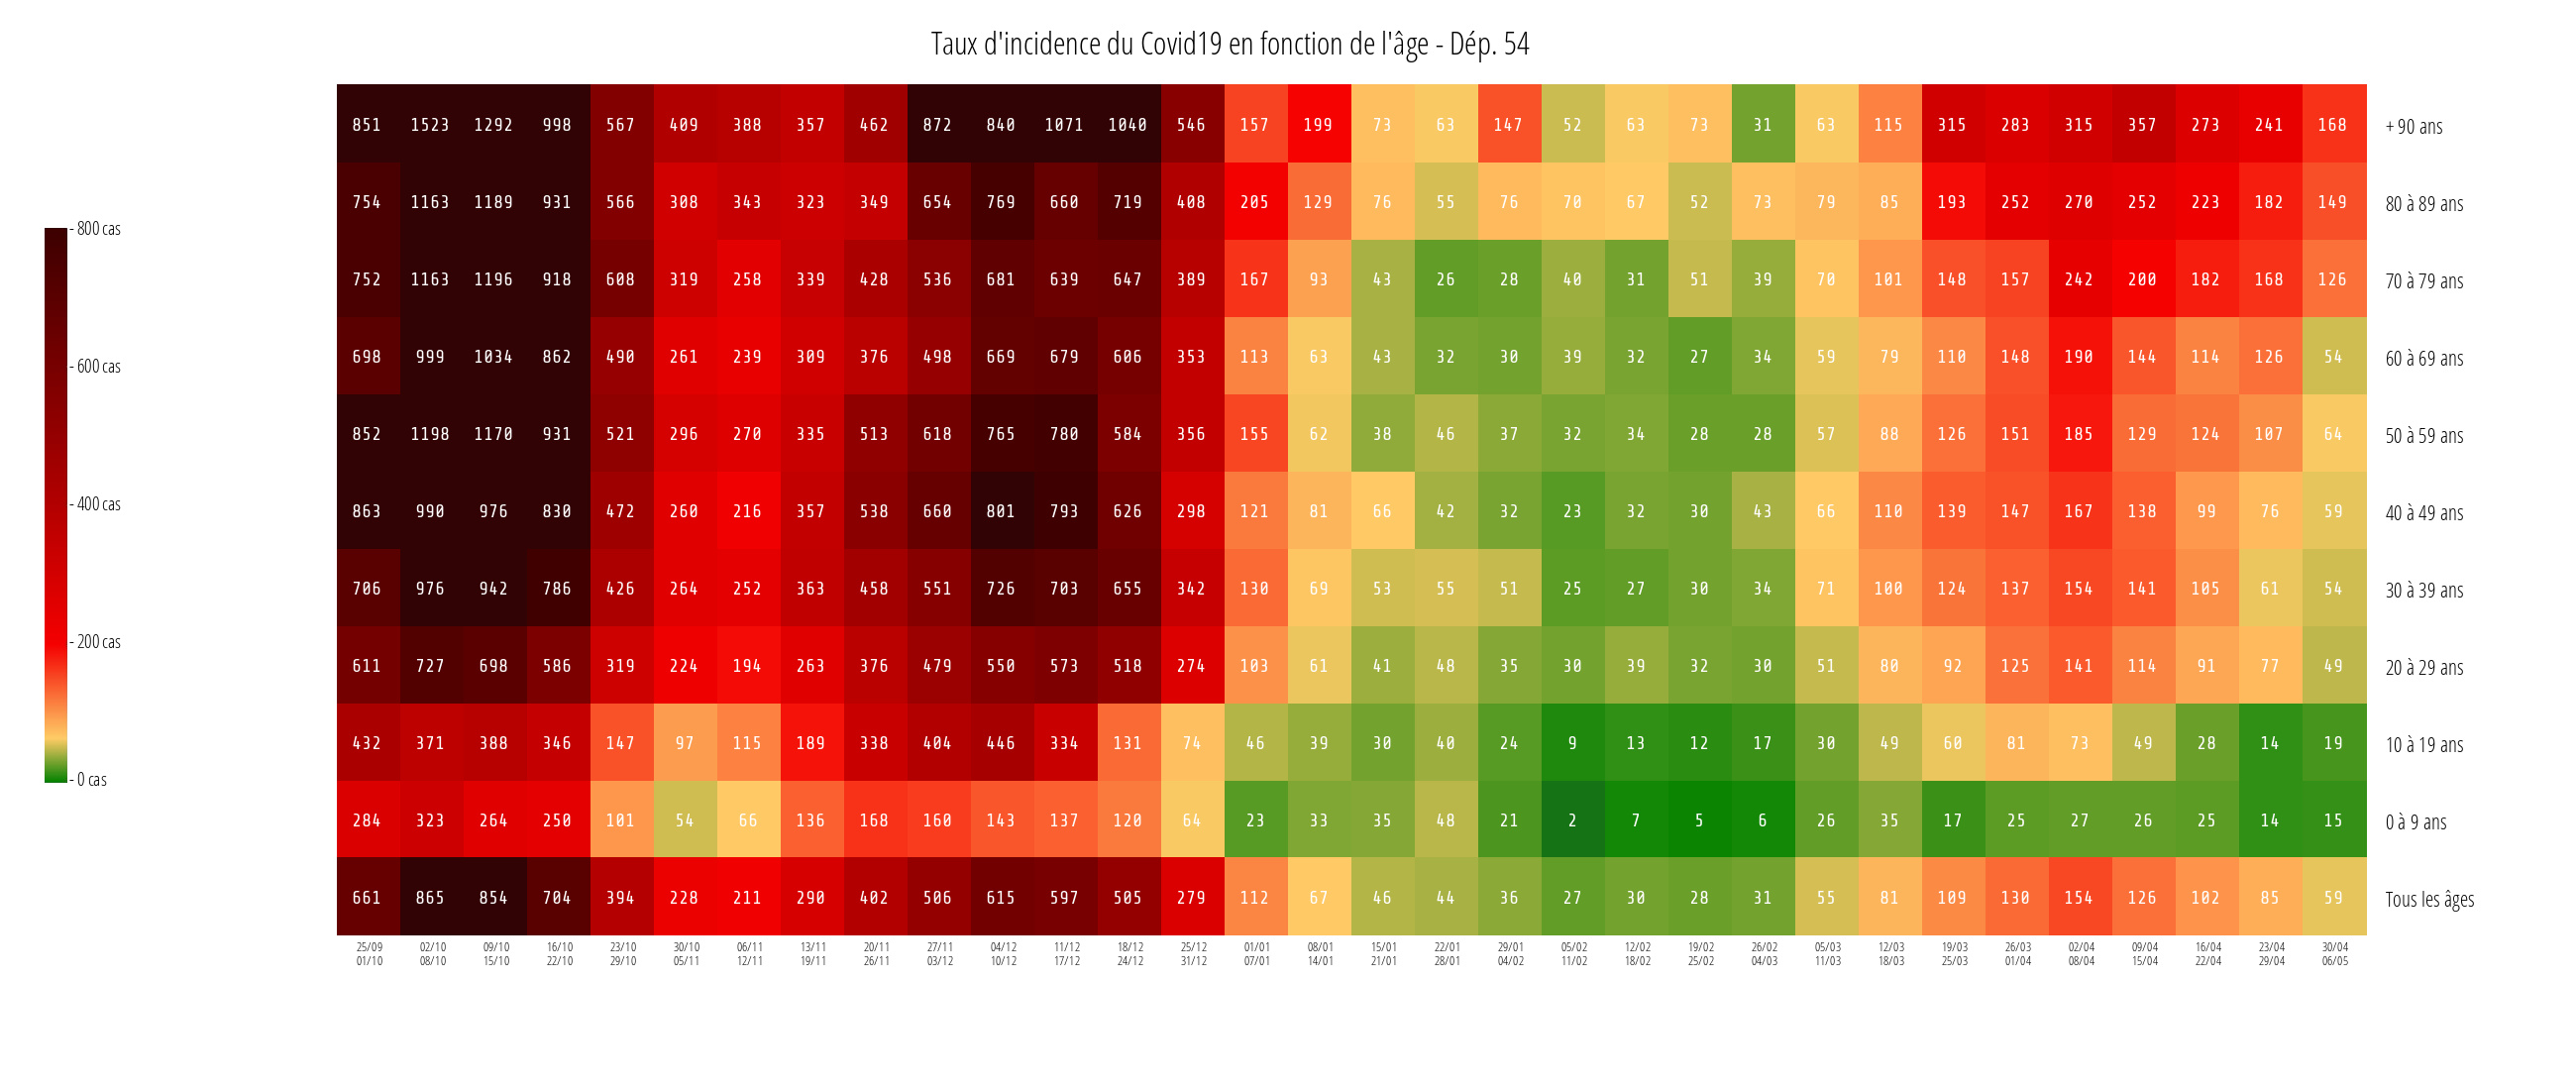 Taux d'incidence du Covid19 en fonction de l'âge - Dép. 54
- 800 cas
- 600 cas
- 400 cas
- 200 cas
- 0 cas
851 1523 1292 998 567 409 388 357 462 872 840 1071 1040 546 157 199 73 63 147 52 63 73 31 63 115 315 283 315 357 273 241 168 + 90 ans
754 1163 1189 931 566 308 343 323 349 654 769 660 719 408 205 129 76 55 76 70 67 52 73 79 85 193 252 270 252 223 182 149 80 à 89 ans
752 1163 1196 918 608 319 258 339 428 536 681 639 647 389 167 93 43 26 28 40 31 51 39 70 101 148 157 242 200 182 168 126 70 à 79 ans
698 999 1034 862 490 261 239 309 376 498 669 679 606 353 113 63 43 32 30 39 32 27 34 59 79 110 148 190 144 114 126 54 60 à 69 ans
852 1198 1170 931 521 296 270 335 513 618 765 780 584 356 155 62 38 46 37 32 34 28 28 57 88 126 151 185 129 124 107 64 50 à 59 ans
863 990 976 830 472 260 216 357 538 660 801 793 626 298 121 81 66 42 32 23 32 30 43 66 110 139 147 167 138 99 76 59 40 à 49 ans
706 976 942 786 426 264 252 363 458 551 726 703 655 342 130 69 53 55 51 25 27 30 34 71 100 124 137 154 141 105 61 54 30 à 39 ans
611 727 698 586 319 224 194 263 376 479 550 573 518 274 103 61 41 48 35 30 39 32 30 51 80 92 125 141 114 91 77 49 20 à 29 ans
432 371 388 346 147 97 115 189 338 404 446 334 131 74 46 39 30 40 24 9 13 12 17 30 49 60 81 73 49 28 14 19 10 à 19 ans
284 323 264 250 101 54 66 136 168 160 143 137 120 64 23 33 35 48 21 2 7 5 6 26 35 17 25 27 26 25 14 15 0 à 9 ans
661 865 854 704 394 228 211 290 402 506 615 597 505 279 112 67 46 44 36 27 30 28 31 55 81 109 130 154 126 102 85 59 Tous les âges
25/09 02/10 09/10 16/10 23/10 30/10 06/11 13/11 20/11 27/11 04/12 11/12 18/12 25/12 01/01 08/01 15/01 22/01 29/01 05/02 12/02 19/02 26/02 05/03 12/03 19/03 26/03 02/04 09/04 16/04 23/04 30/04
01/10 08/10 15/10 22/10 29/10 05/11 12/11 19/11 26/11 03/12 10/12 17/12 24/12 31/12 07/01 14/01 21/01 28/01 04/02 11/02 18/02 25/02 04/03 11/03 18/03 25/03 01/04 08/04 15/04 22/04 29/04 06/05